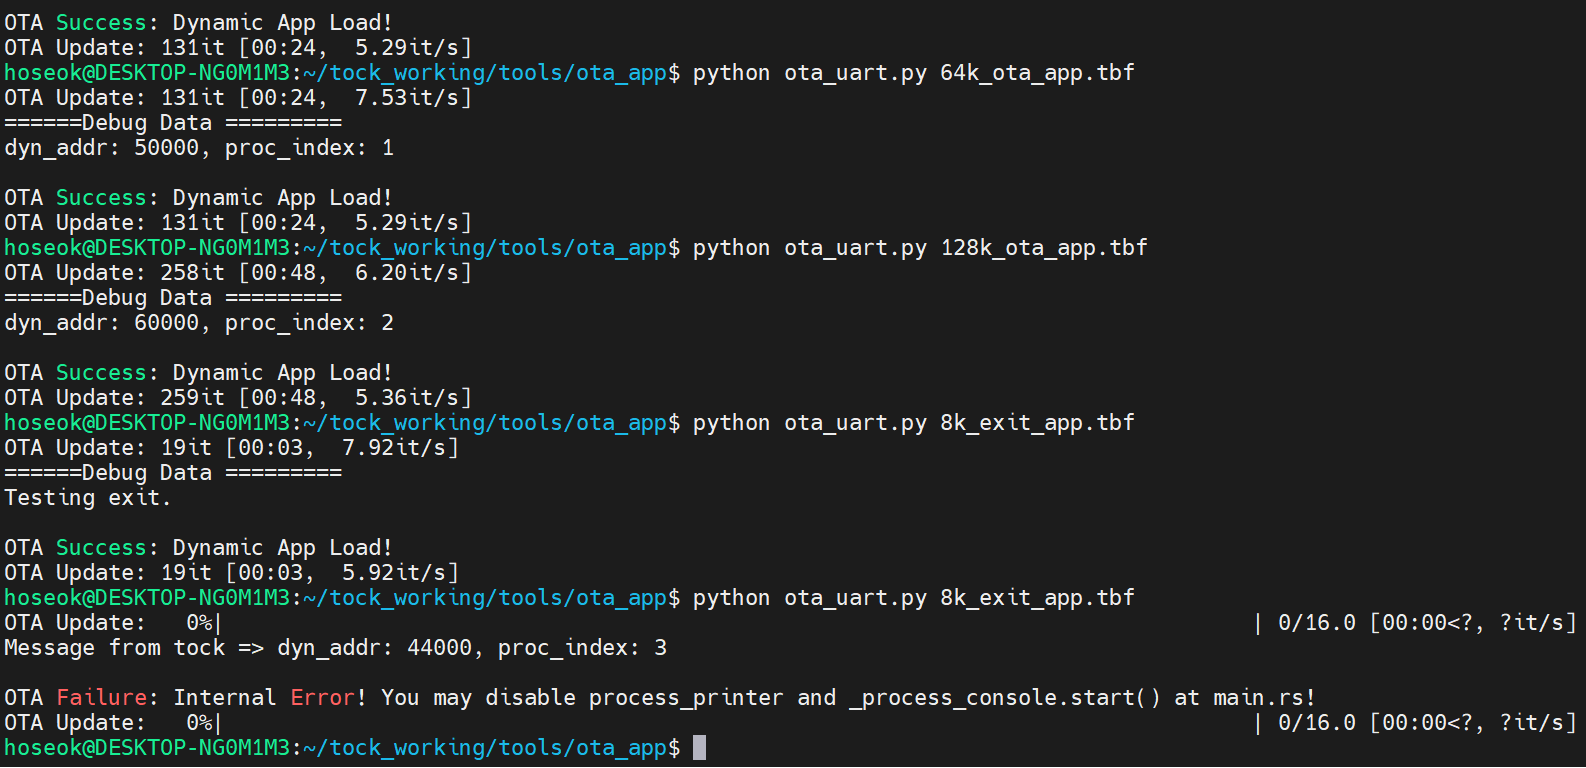 OTA Success: Dynamic App Load!
OTA Update: 131it [00:24,  5.29it/s]
hoseok@DESKTOP-NG0M1M3:~/tock_working/tools/ota_app$ python ota_uart.py 64k_ota_app.tbf
OTA Update: 131it [00:24,  7.53it/s]
======Debug Data =========
dyn_addr: 50000, proc_index: 1
OTA Success: Dynamic App Load!
OTA Update: 131it [00:24,  5.29it/s]
hoseok@DESKTOP-NG0M1M3:~/tock_working/tools/ota_app$ python ota_uart.py 128k_ota_app.tbf
OTA Update: 258it [00:48,  6.20it/s]
======Debug Data =========
dyn_addr: 60000, proc_index: 2
OTA Success: Dynamic App Load!
OTA Update: 259it [00:48,  5.36it/s]
hoseok@DESKTOP-NG0M1M3:~/tock_working/tools/ota_app$ python ota_uart.py 8k_exit_app.tbf
OTA Update: 19it [00:03,  7.92it/s]
======Debug Data =========
Testing exit.
OTA Success: Dynamic App Load!
OTA Update: 19it [00:03,  5.92it/s]
hoseok@DESKTOP-NG0M1M3:~/tock_working/tools/ota_app$ python ota_uart.py 8k_exit_app.tbf
OTA Update:   0%| | 0/16.0 [00:00<?, ?it/s]
Message from tock => dyn_addr: 44000, proc_index: 3
OTA Failure: Internal Error! You may disable process_printer and _process_console.start() at main.rs!
OTA Update:   0%| | 0/16.0 [00:00<?, ?it/s]
hoseok@DESKTOP-NG0M1M3:~/tock_working/tools/ota_app$